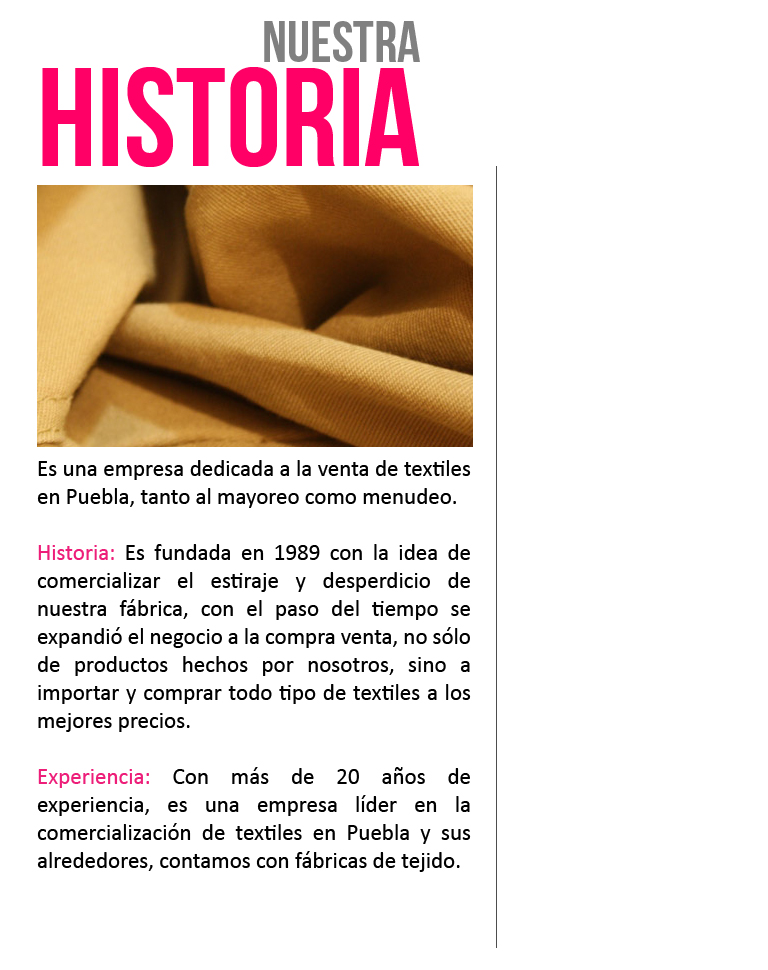 NUESTRA
HISTORIA
Es una empresa dedicada a la venta de textiles
en Puebla, tanto al mayoreo como menudeo.
Historia: Es fundada en 1989 con la idea de
comercializar el estiraje y desperdicio de
nuestra fábrica, con el paso del tiempo se
expandió el negocio a la compra venta, no sólo
de productos hechos por nosotros, sino a
importar y comprar todo tipo de textiles a los
mejores precios.
Experiencia: Con más de 20 años de
experiencia, es una empresa líder en la
comercialización de textiles en Puebla y sus
alrededores, contamos con fábricas de tejido.